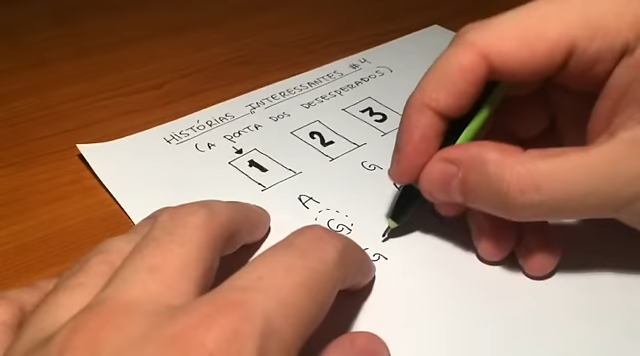 HISTÓRIAS INTERESSANTES #4
(A PORTA DOS DESESPERADOS)
1 2 3
G
A
G
G